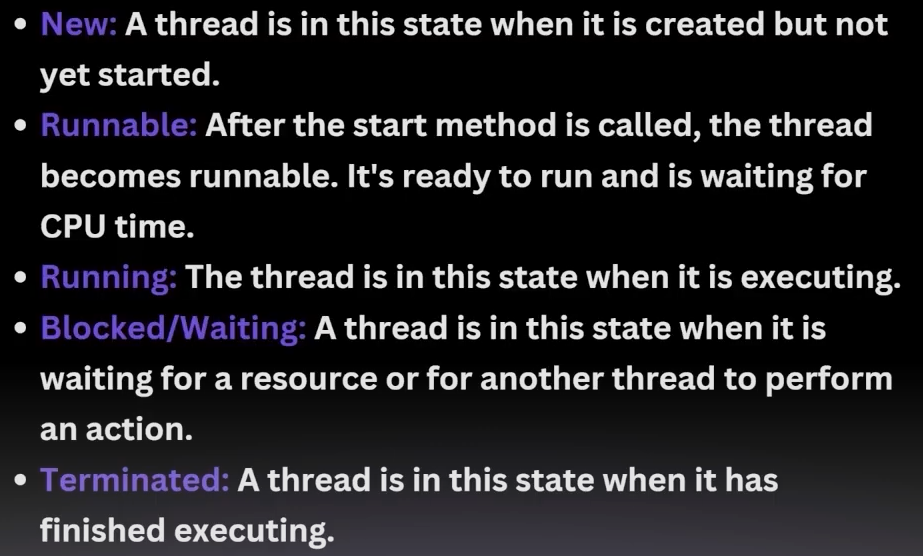 • New: A thread is in this state when it is created but not
yet started.
• Runnable: After the start method is called, the thread
becomes runnable. It's ready to run and is waiting for
CPU time.
• Running: The thread is in this state when it is executing.
• Blocked/Waiting: A thread is in this state when it is
waiting for a resource or for another thread to perform
an action.
• Terminated: A thread is in this state when it has
finished executing.